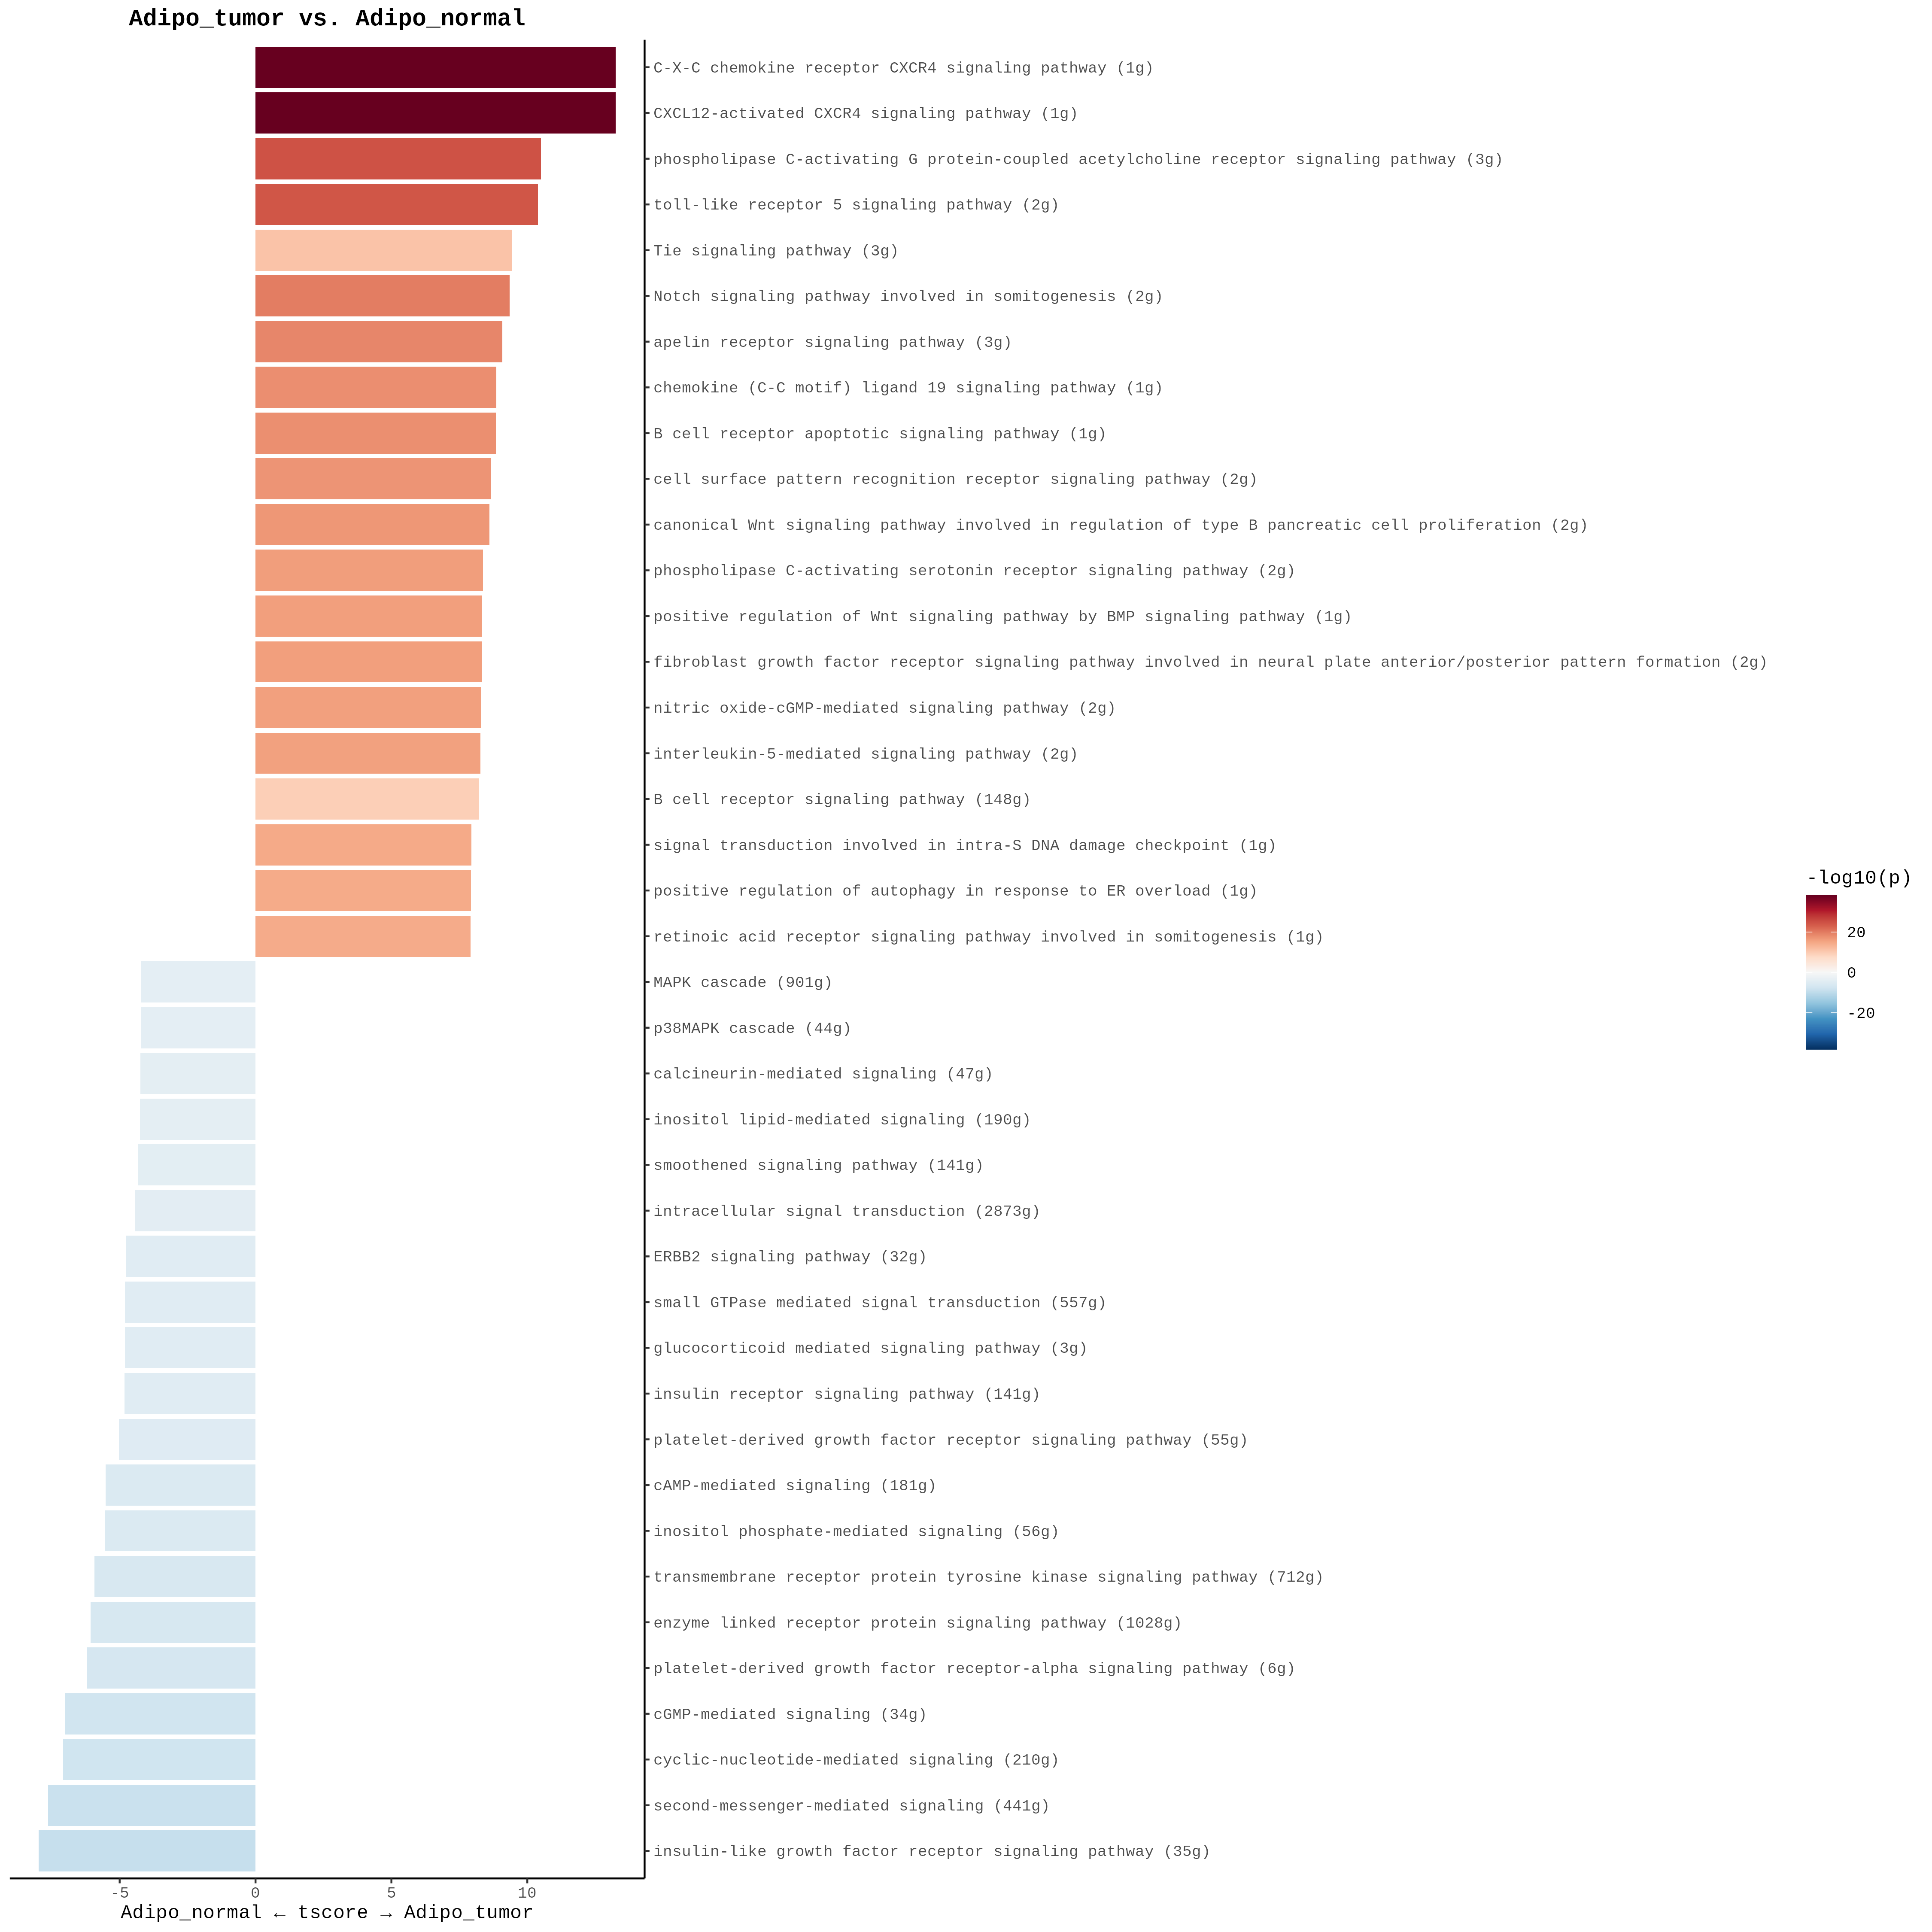 Adipo_tumor vs. Adipo_normal
C-X-C chemokine receptor CXCR4 signaling pathway (1g)
CXCL12-activated CXCR4 signaling pathway (1g)
phospholipase C-activating G protein-coupled acetylcholine receptor signaling pathway (3g)
toll-like receptor 5 signaling pathway (2g)
Tie signaling pathway (3g)
Notch signaling pathway involved in somitogenesis (2g)
apelin receptor signaling pathway (3g)
chemokine (C-C motif) ligand 19 signaling pathway (1g)
B cell receptor apoptotic signaling pathway (1g)
cell surface pattern recognition receptor signaling pathway (2g)
canonical Wnt signaling pathway involved in regulation of type B pancreatic cell proliferation (2g)
phospholipase C-activating serotonin receptor signaling pathway (2g)
positive regulation of Wnt signaling pathway by BMP signaling pathway (1g)
fibroblast growth factor receptor signaling pathway involved in neural plate anterior/posterior pattern formation (2g)
nitric oxide-cGMP-mediated signaling pathway (2g)
interleukin-5-mediated signaling pathway (2g)
B cell receptor signaling pathway (148g)
signal transduction involved in intra-S DNA damage checkpoint (1g)
positive regulation of autophagy in response to ER overload (1g)
retinoic acid receptor signaling pathway involved in somitogenesis (1g)
MAPK cascade (901g)
p38MAPK cascade (44g)
calcineurin-mediated signaling (47g)
inositol lipid-mediated signaling (190g)
smoothened signaling pathway (141g)
intracellular signal transduction (2873g)
ERBB2 signaling pathway (32g)
small GTPase mediated signal transduction (557g)
glucocorticoid mediated signaling pathway (3g)
insulin receptor signaling pathway (141g)
platelet-derived growth factor receptor signaling pathway (55g)
cAMP-mediated signaling (181g)
inositol phosphate-mediated signaling (56g)
transmembrane receptor protein tyrosine kinase signaling pathway (712g)
enzyme linked receptor protein signaling pathway (1028g)
platelet-derived growth factor receptor-alpha signaling pathway (6g)
cGMP-mediated signaling (34g)
cyclic-nucleotide-mediated signaling (210g)
second-messenger-mediated signaling (441g)
insulin-like growth factor receptor signaling pathway (35g)
-5 0 5 10
Adipo_normal ← tscore → Adipo_tumor
-log10(p)
20
0
-20